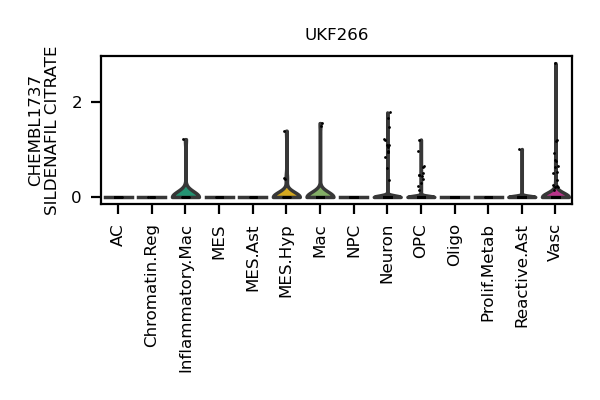 UKF266
CHEMBL1737
SILDENAFIL CITRATE
2
0
AC
Chromatin.Reg
Inflammatory.Mac
MES
MES.Ast
MES.Hyp
Mac
NPC
Neuron
OPC
Oligo
Prolif.Metab
Reactive.Ast
Vasc